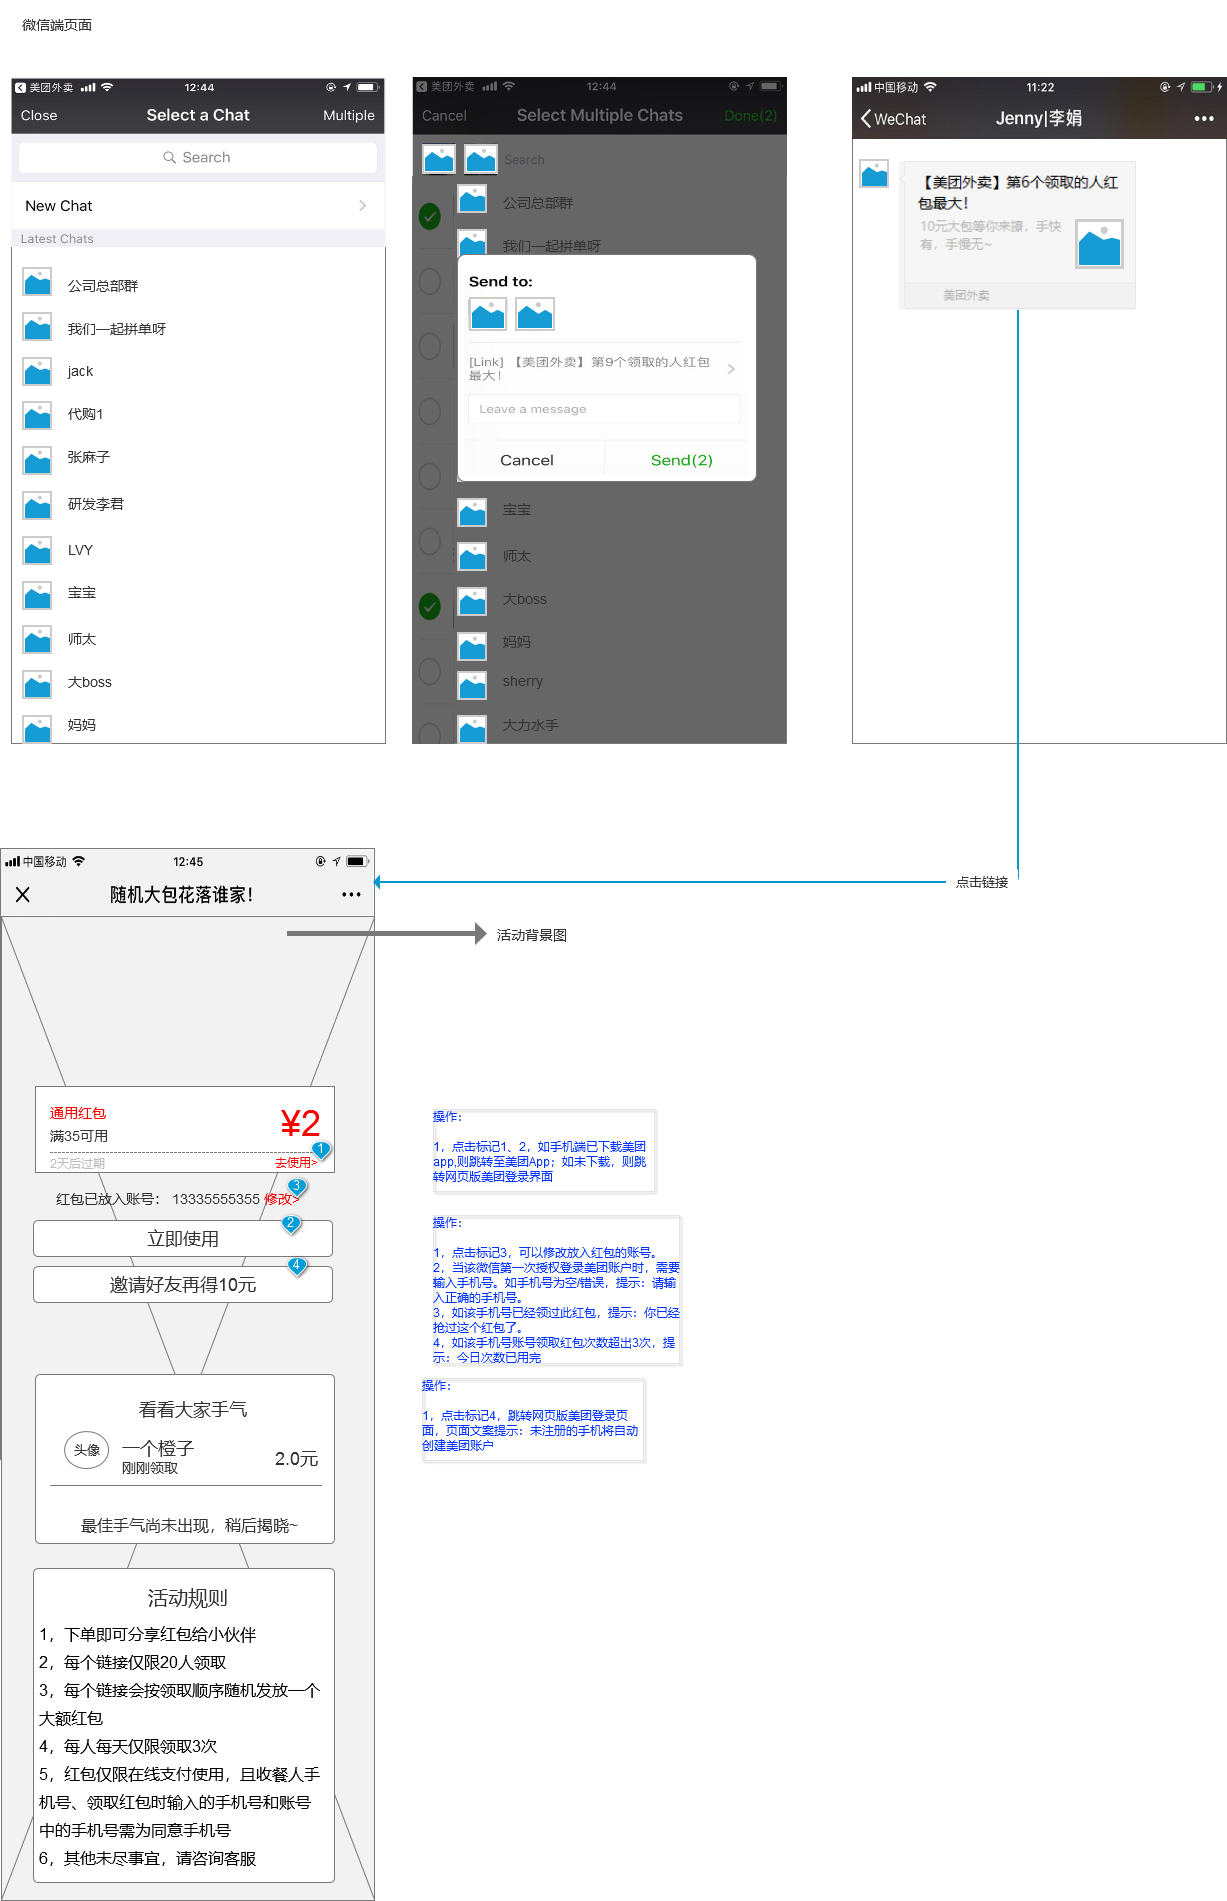 微信端页面
美团外卖
12:44
Close
Select a Chat
Multiple
Search
New Chat
Latest Chats
公司总部群
我们一起拼单呀
jack
代购1
张麻子
研发李君
LVY
宝宝
师太
大boss
妈妈
美团外卖
12:44
Cancel
Select Multiple Chats
Done(2)
Search
公司总部群
我们一起拼单呀
Send to:
[Link] 【美团外卖】第9个领取的人红包
最大！
Leave a message
Cancel
Send(2)
宝宝
师太
大boss
妈妈
sherry
大力水手
中国移动
11:22
WeChat
Jenny|李娟
【美团外卖】第6个领取的人红
包最大！
10元大包等你来撩，手快
有，手慢无~
美团外卖
点击链接
中国移动
12:45
随机大包花落谁家！
活动背景图
通用红包
¥2
满35可用
2天后过期
去使用>
1
红包已放入账号： 13335555355 修改>
3
立即使用
2
邀请好友再得10元
4
看看大家手气
头像
一个橙子
刚刚领取
2.0元
最佳手气尚未出现，稍后揭晓~
活动规则
1，下单即可分享红包给小伙伴
2，每个链接仅限20人领取
3，每个链接会按领取顺序随机发放一个
大额红包
4，每人每天仅限领取3次
5，红包仅限在线支付使用，且收餐人手
机号、领取红包时输入的手机号和账号
中的手机号需为同意手机号
6，其他未尽事宜，请咨询客服
操作：
1，点击标记1、2，如手机端已下载美团
app,则跳转至美团App；如未下载，则跳
转网页版美团登录界面
操作：
1，点击标记3，可以修改放入红包的账号。
2，当该微信第一次授权登录美团账户时，需要
输入手机号。如手机号为空/错误，提示：请输
入正确的手机号。
3，如该手机号已经领过此红包，提示：你已经
抢过这个红包了。
4，如该手机号账号领取红包次数超出3次，提
示：今日次数已用完
操作：
1，点击标记4，跳转网页版美团登录页
面，页面文案提示：未注册的手机将自动
创建美团账户